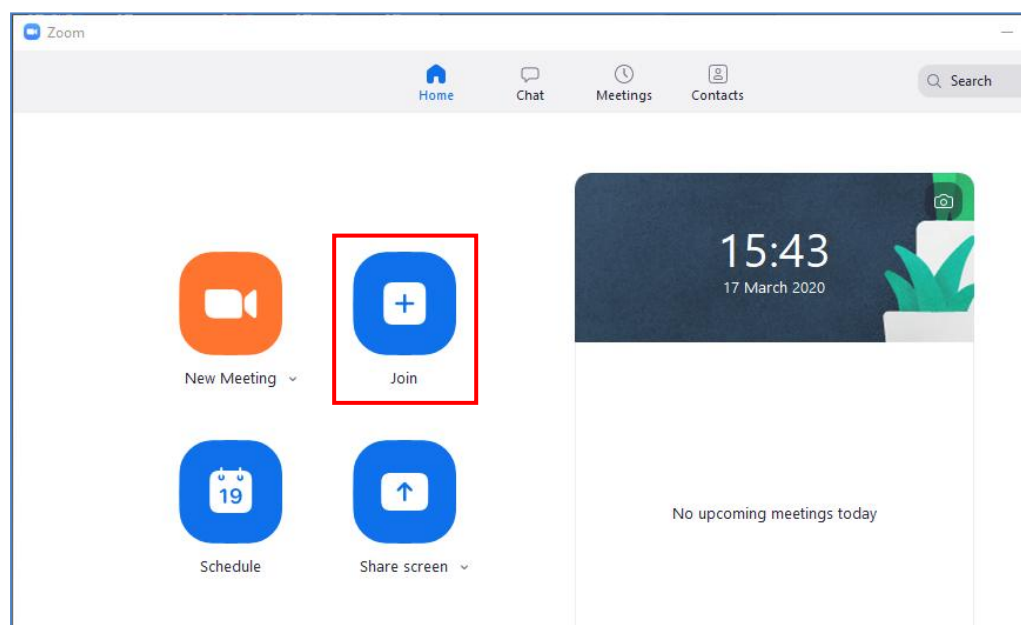 Zoom
Home
Chat
Meetings
Contacts
Search
15:43
17 March 2020
New Meeting
Join
19
Schedule
Share screen
No upcoming meetings today